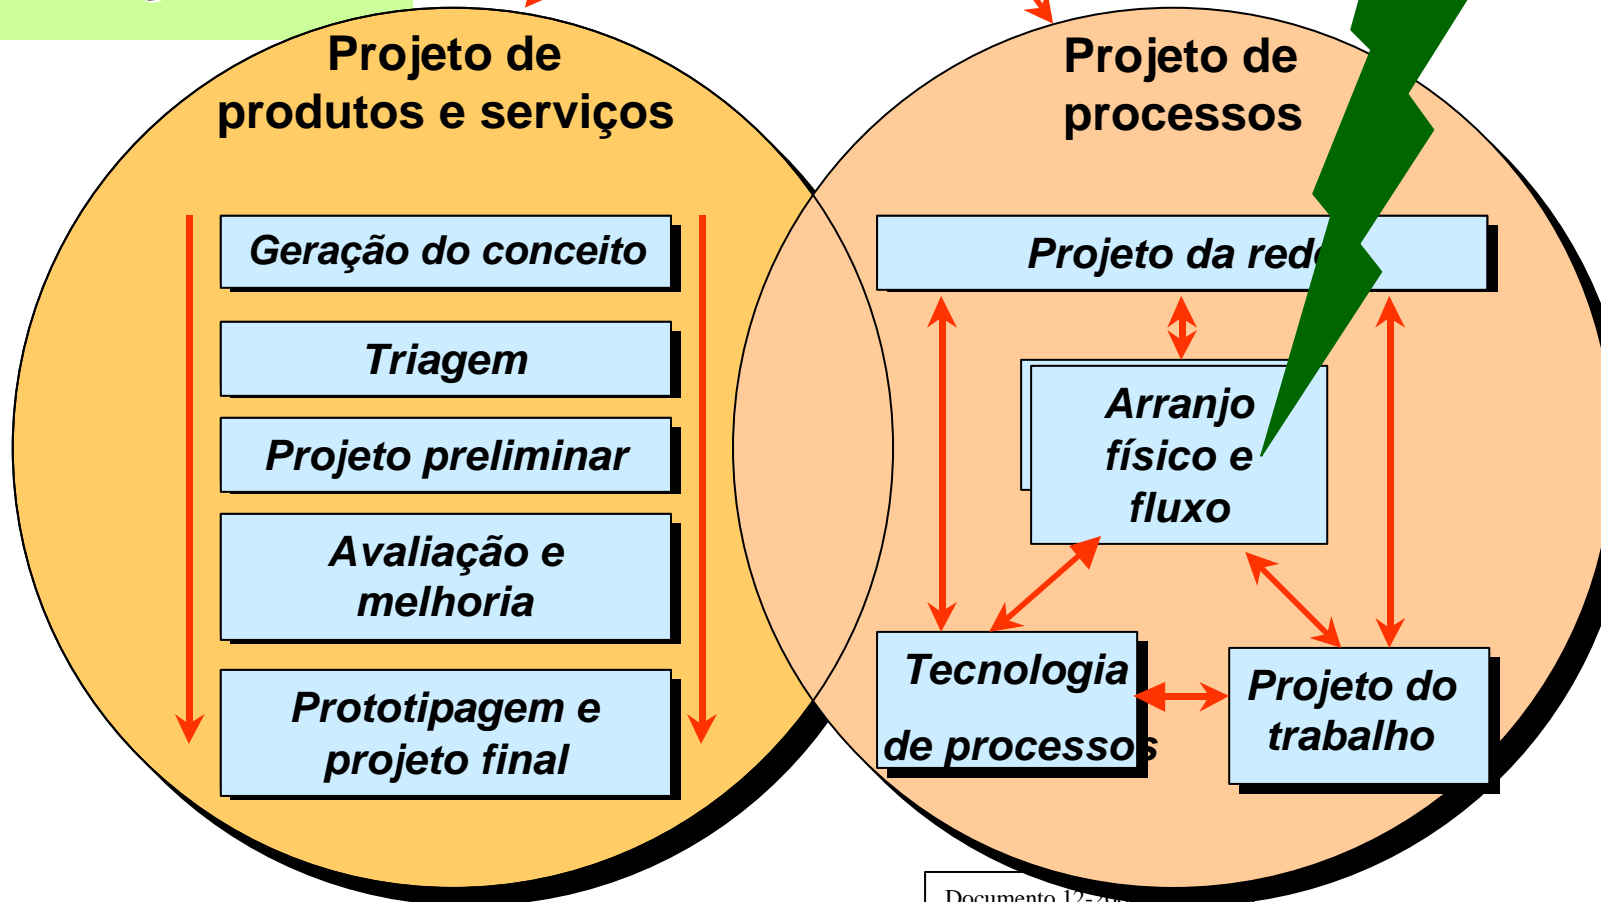 Projeto de
produtos e serviços
Geração do conceito
Triagem
Projeto preliminar
Avaliação e
melhoria
Prototipagem e
projeto final
Projeto de
processos
Projeto da rede
Arranjo
físico e
fluxo
Tecnologia
de processos
Projeto do
trabalho
Documento